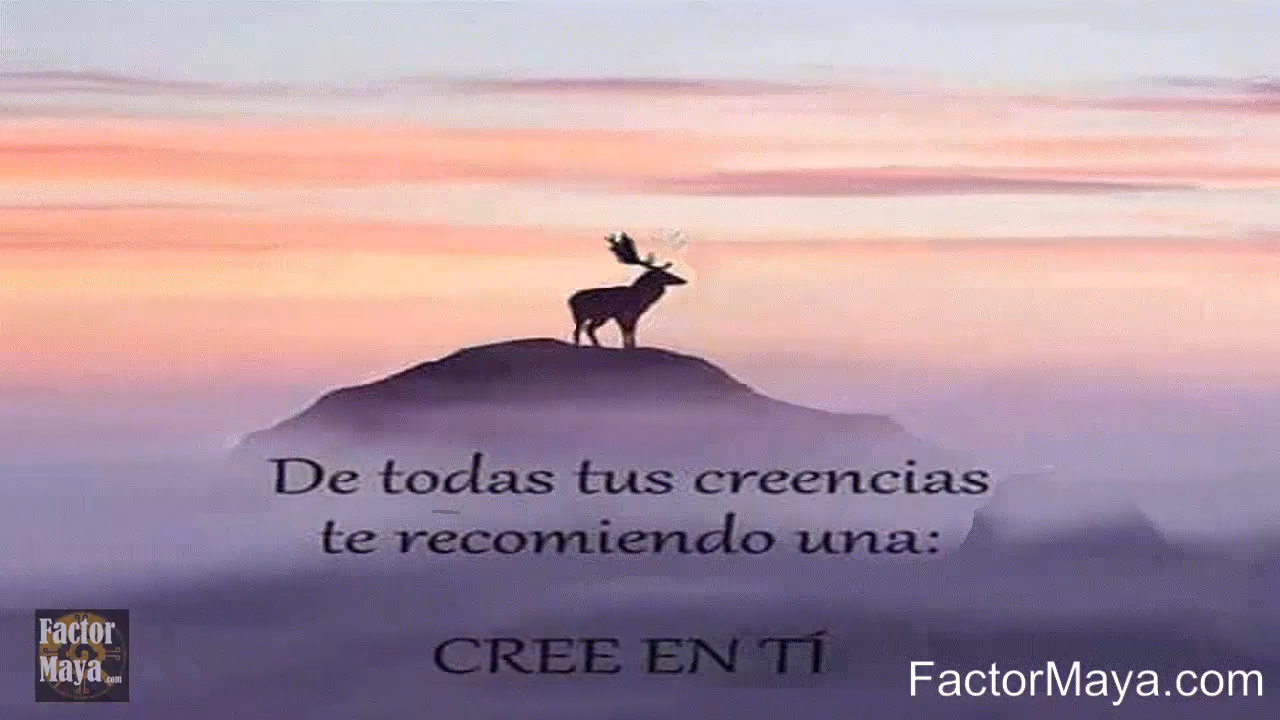 De todas tus creencias
te recomiendo una:
CREE EN TÍ
Factor
Maya.com
FactorMaya.com